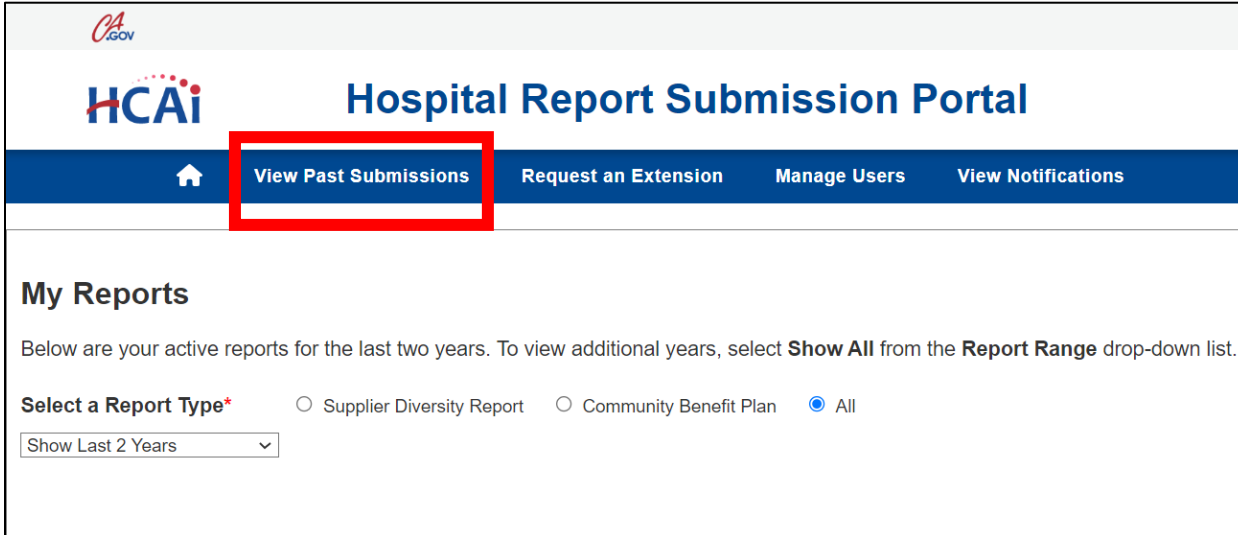 CA.GOV
HCAi Hospital Report Submission Portal
View Past Submissions Request an Extension Manage Users View Notifications
My Reports
Below are your active reports for the last two years. To view additional years, select Show All from the Report Range drop-down list.
Select a Report Type* Supplier Diversity Report Community Benefit Plan All
Show Last 2 Years